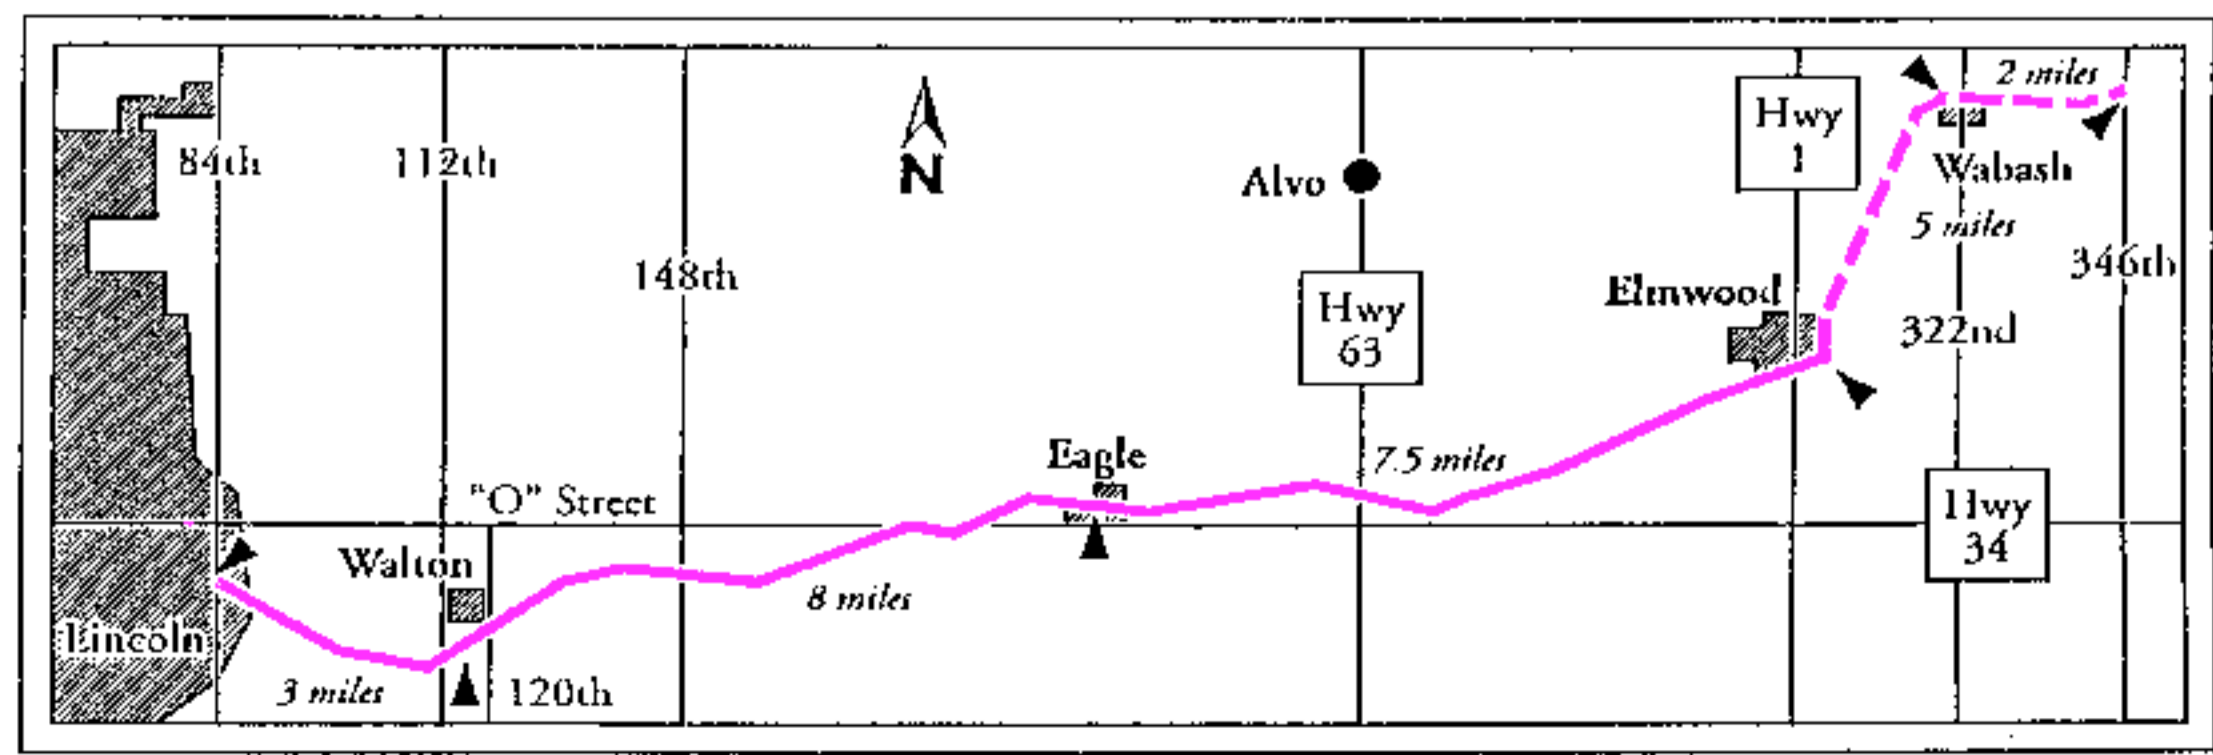 2 miles
Hwy
1
84th
112th
N
Alvo
Wabash
5 miles
148th
346th
Elmwood
Hwy
63
322nd
Eagle
7.5 miles
"O" Street
Hwy
34
Walton
8 miles
Lincoln
3 miles
120th